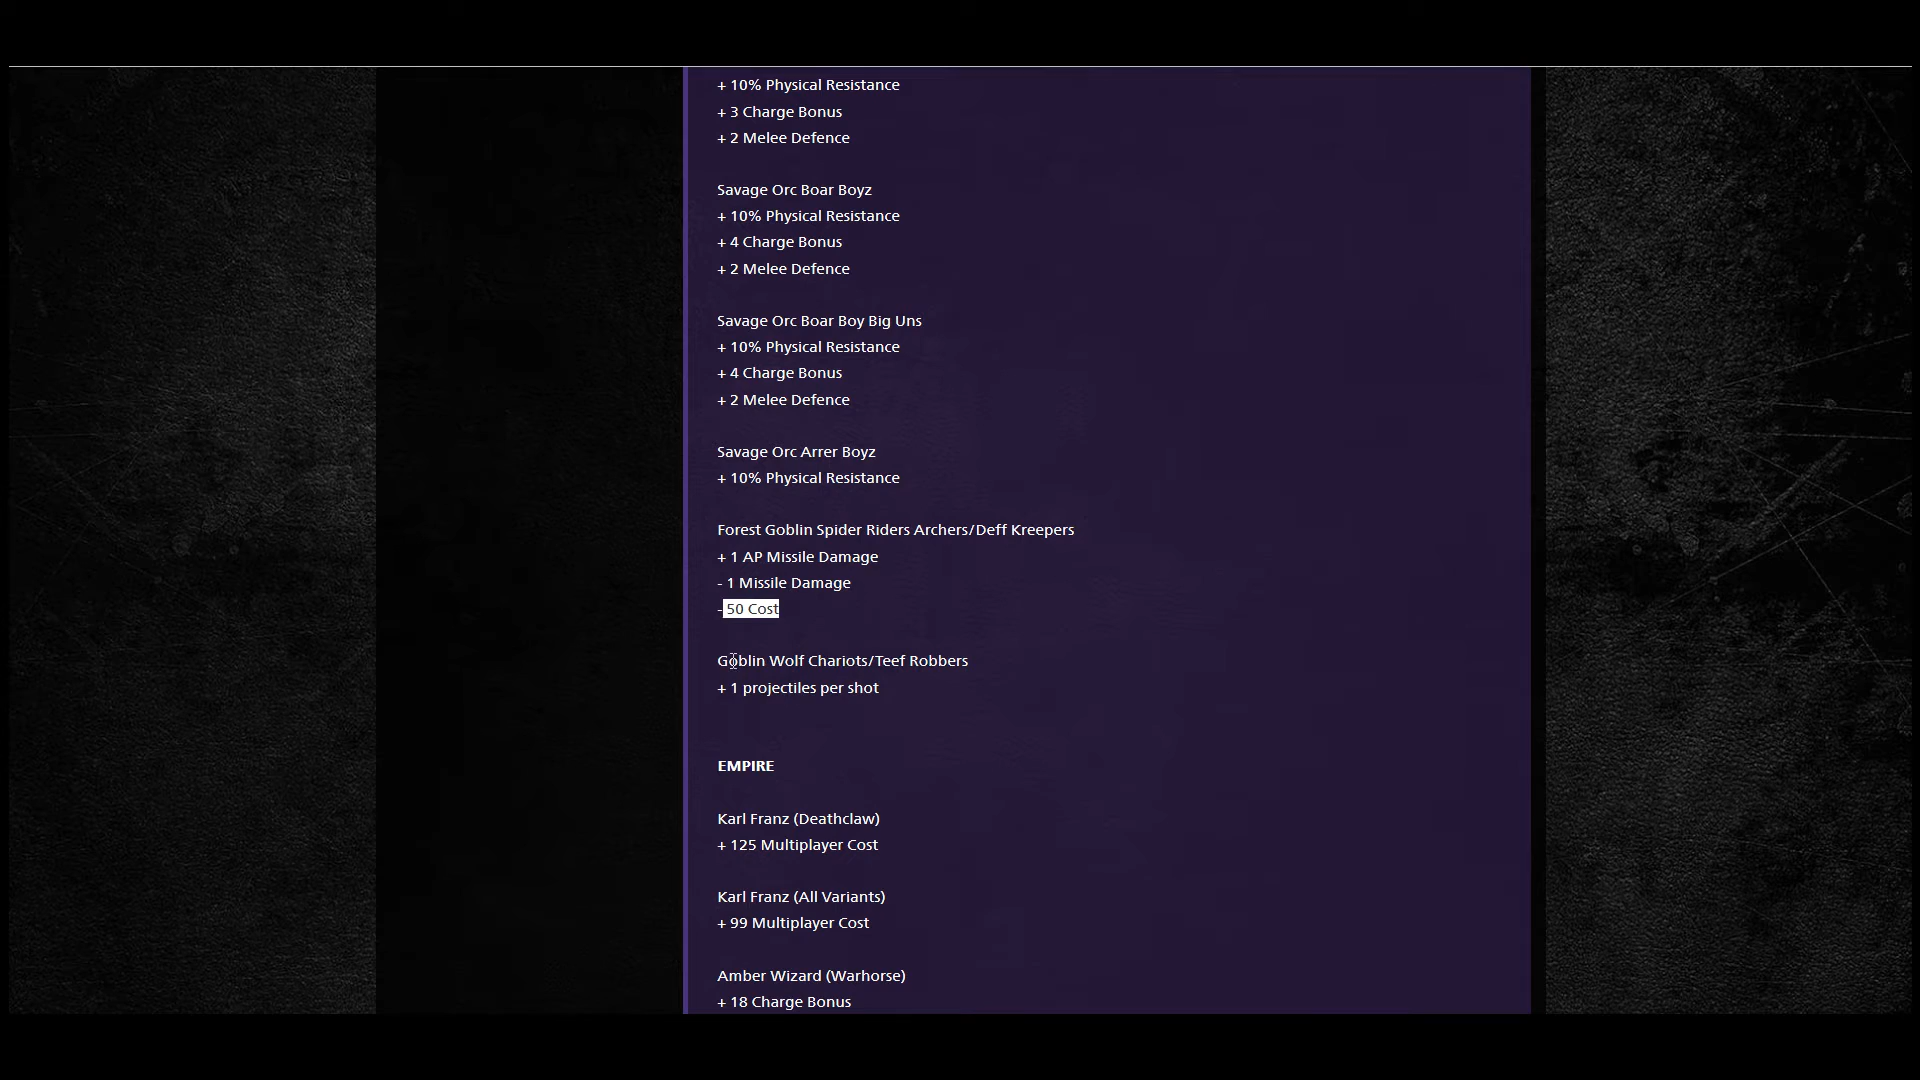 + 10% Physical Resistance
+ 3 Charge Bonus
+ 2 Melee Defence
Savage Orc Boar Boyz
+ 10% Physical Resistance
+ 4 Charge Bonus
+ 2 Melee Defence
Savage Orc Boar Boy Big Uns
+ 10% Physical Resistance
+ 4 Charge Bonus
+ 2 Melee Defence
Savage Orc Arrer Boyz
+ 10% Physical Resistance
Forest Goblin Spider Riders Archers/Deff Kreepers
+ 1 AP Missile Damage
- 1 Missile Damage
- 50 Cost
Goblin Wolf Chariots/Teef Robbers
+ 1 projectiles per shot
EMPIRE
Karl Franz (Deathclaw)
+ 125 Multiplayer Cost
Karl Franz (All Variants)
+ 99 Multiplayer Cost
Amber Wizard (Warhorse)
+ 18 Charge Bonus